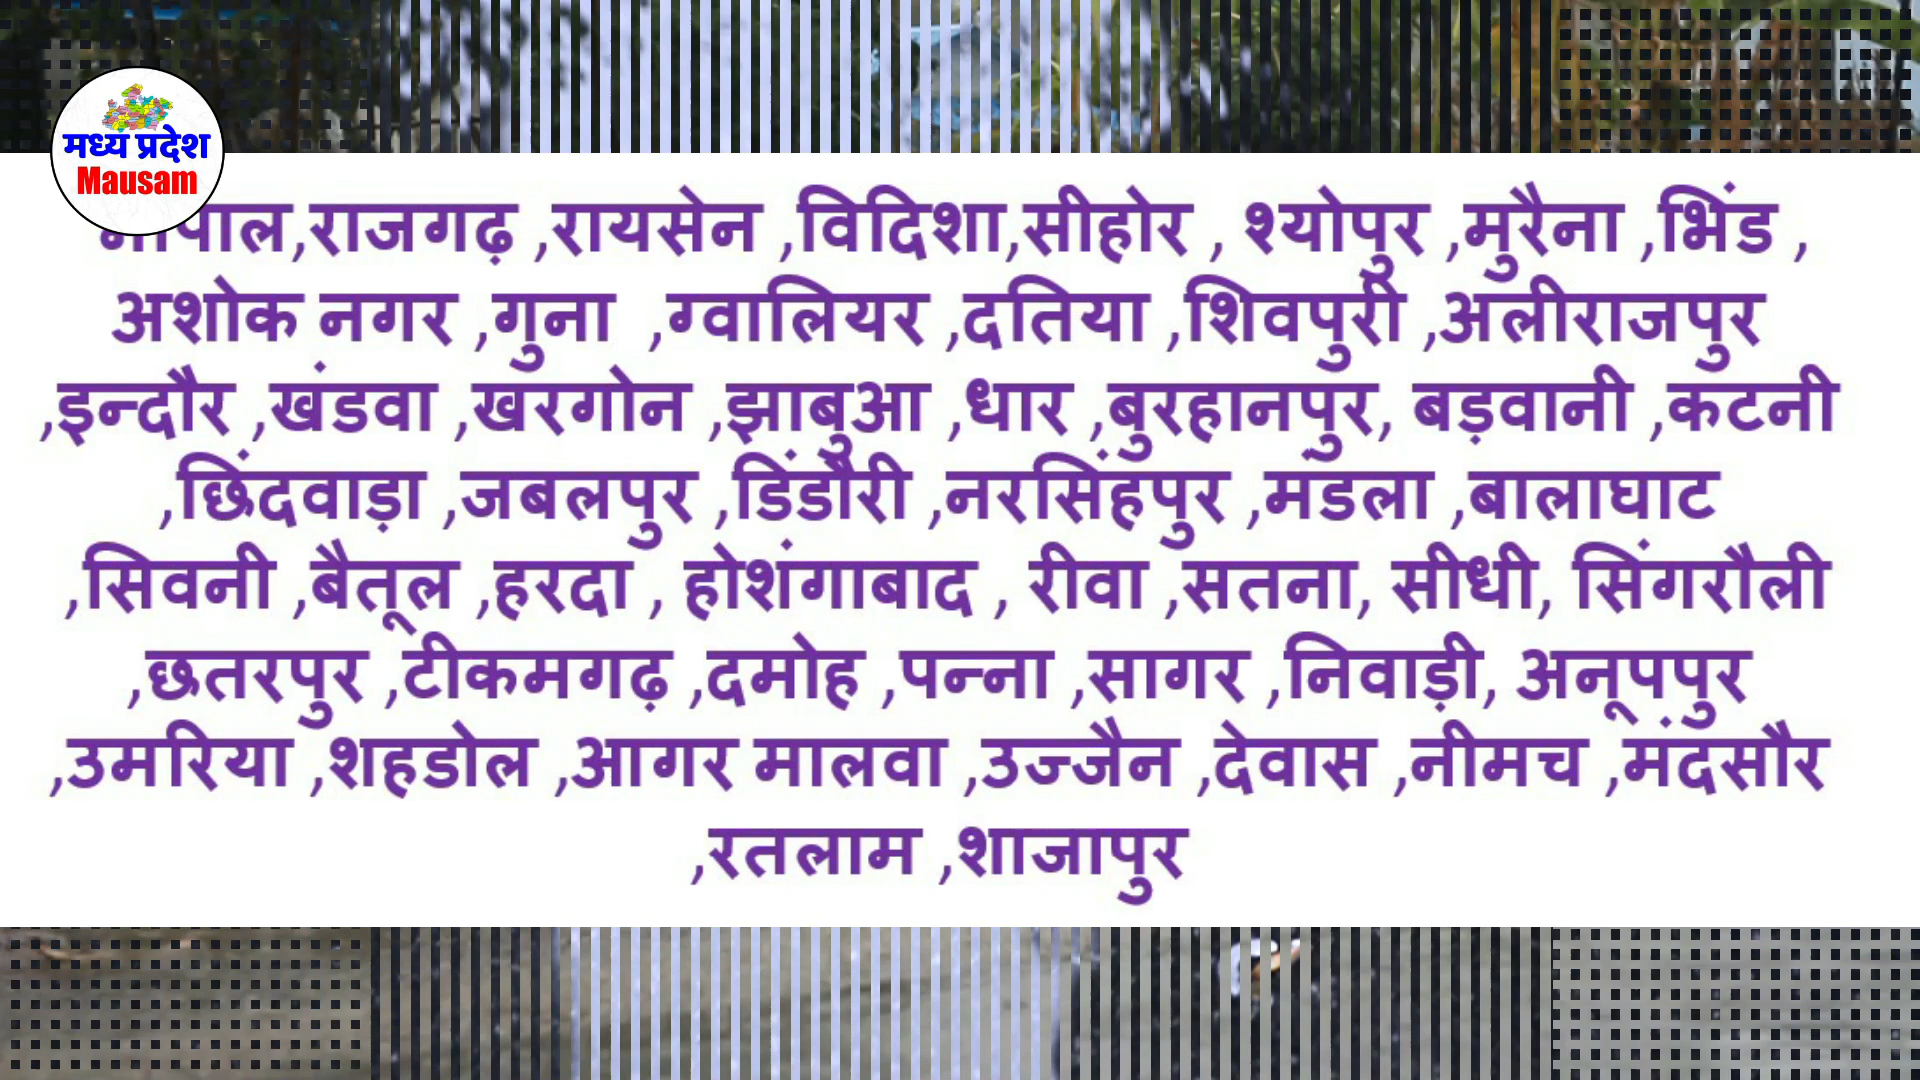 मध्य प्रदेश
Mausam
,राजगढ़ ,रायसेन ,विदिशा,सीहोर , श्योपुर ,मुरैना ,भिंड ,
अशोक नगर ,गुना ,ग्वालियर ,दतिया ,शिवपुरी ,अलीराजपुर
,इन्दौर ,खंडवा ,खरगोन ,झाबुआ ,धार ,बुरहानपुर, बड़वानी ,कटनी
,छिंदवाड़ा ,जबलपुर ,डिंडौरी ,नरसिंहपुर ,मंडला ,बालाघाट
,सिवनी ,बैतूल ,हरदा , होशंगाबाद , रीवा ,सतना, सीधी, सिंगरौली
,छतरपुर ,टीकमगढ़ ,दमोह ,पन्ना ,सागर ,निवाड़ी, अनूपपुर
,उमरिया ,शहडोल ,आगर मालवा ,उज्जैन ,देवास ,नीमच ,मंदसौर
,रतलाम ,शाजापुर